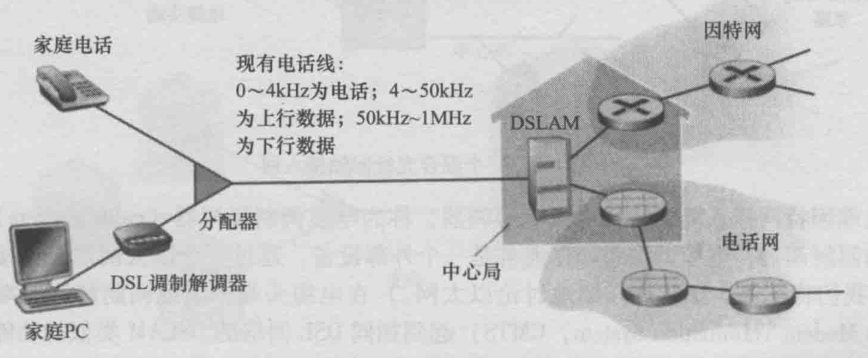 家庭电话
现有电话线：
0～4kHz为电话；4～50kHz
为上行数据；50kHz~1MHz
为下行数据
因特网
DSLAM
分配器
DSL调制解调器
家庭PC
中心局
电话网